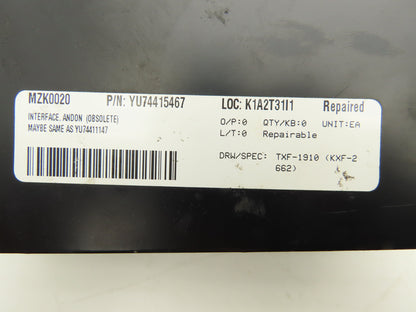 MZK0020 P/N: YU74415467 LOC: K1A2T31I1 Repaired
INTERFACE, ANDON (OBSOLETE)
MAYBE SAME AS YU74411147
O/P:0 QTY/KB:0 UNIT:EA
L/T:0 Repairable
DRW/SPEC: TXF-1910 (KXF-2
662)